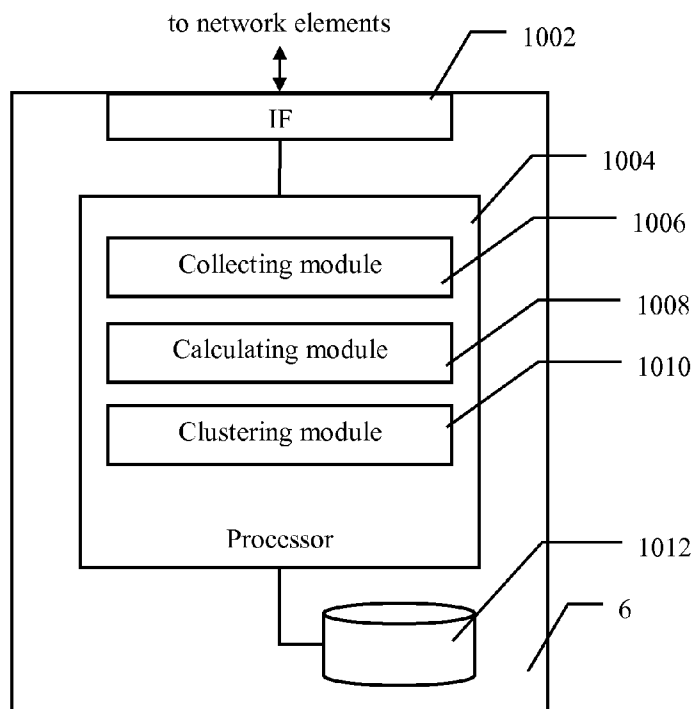 to network elements
1002
IF
1004
1006
Collecting module
1008
Calculating module
1010
Clustering module
Processor
1012
6